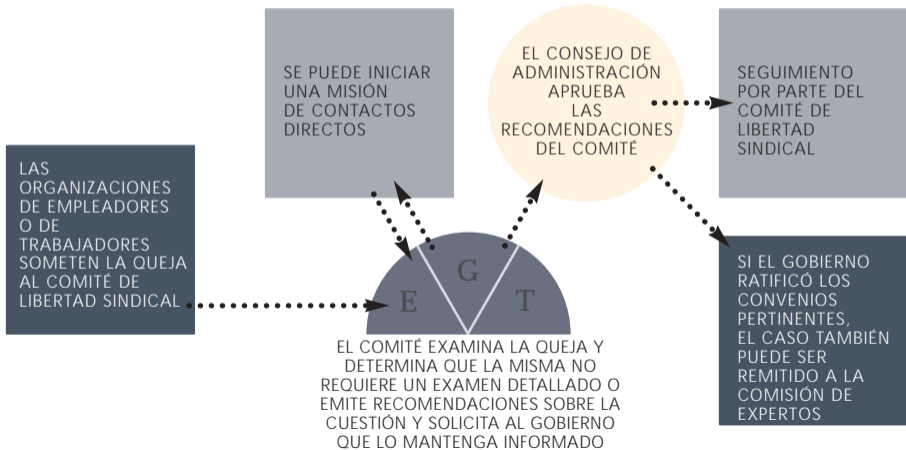 LAS
ORGANIZACIONES
DE EMPLEADORES
O DE
TRABAJADORES
SOMETEN LA QUEJA
AL COMITÉ DE
LIBERTAD SINDICAL
SE PUEDE INICIAR
UNA MISIÓN
DE CONTACTOS
DIRECTOS
E
G
T
EL COMITÉ EXAMINA LA QUEJA Y
DETERMINA QUE LA MISMA NO
REQUIERE UN EXAMEN DETALLADO O
EMITE RECOMENDACIONES SOBRE LA
CUESTIÓN Y SOLICITA AL GOBIERNO
QUE LO MANTENGA INFORMADO
EL CONSEJO DE
ADMINISTRACIÓN
APRUEBA
LAS
RECOMENDACIONES
DEL COMITÉ
SEGUIMIENTO
POR PARTE DEL
COMITÉ DE
LIBERTAD
SINDICAL
SI EL GOBIERNO
RATIFICÓ LOS
CONVENIOS
PERTINENTES,
EL CASO TAMBIÉN
PUEDE SER
REMITIDO A LA
COMISIÓN DE
EXPERTOS